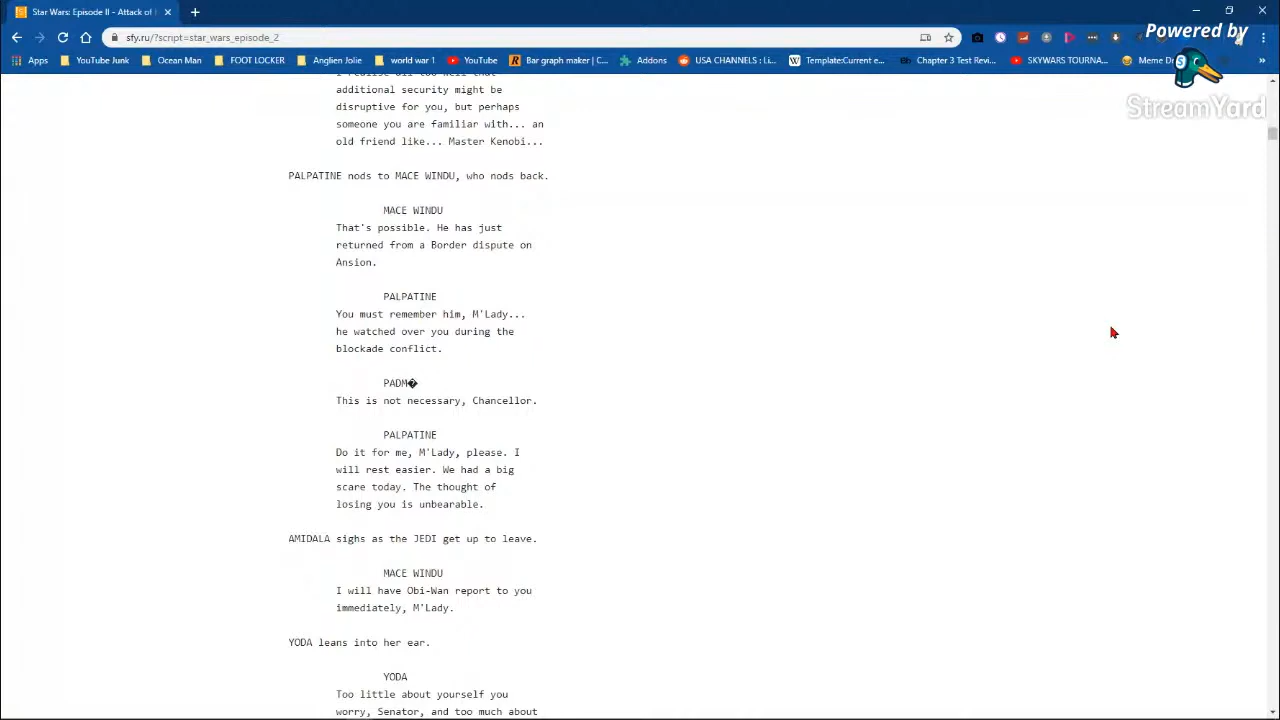 Star Wars: Episode II - Attack of
Powered by
sfy.ru/?script=star_wars_episode_2
Apps
YouTube Junk
Ocean Man
FOOT LOCKER
Anglien Jolie
world war 1
YouTube
Bar graph maker | C...
Addons
USA CHANNELS : Li...
Template:Current e...
Chapter 3 Test Revi...
SKYWARS TOURNA...
Meme De
StreamYard
additional security might be
disruptive for you, but perhaps
someone you are familiar with... an
old friend like... Master Kenobi...
PALPATINE nods to MACE WINDU, who nods back.
MACE WINDU
That's possible. He has just
returned from a Border dispute on
Ansion.
PALPATINE
You must remember him, M'Lady...
he watched over you during the
blockade conflict.
PADM�
This is not necessary, Chancellor.
PALPATINE
Do it for me, M'Lady, please. I
will rest easier. We had a big
scare today. The thought of
losing you is unbearable.
AMIDALA sighs as the JEDI get up to leave.
MACE WINDU
I will have Obi-Wan report to you
immediately, M'Lady.
YODA leans into her ear.
YODA
Too little about yourself you
worry, Senator, and too much about